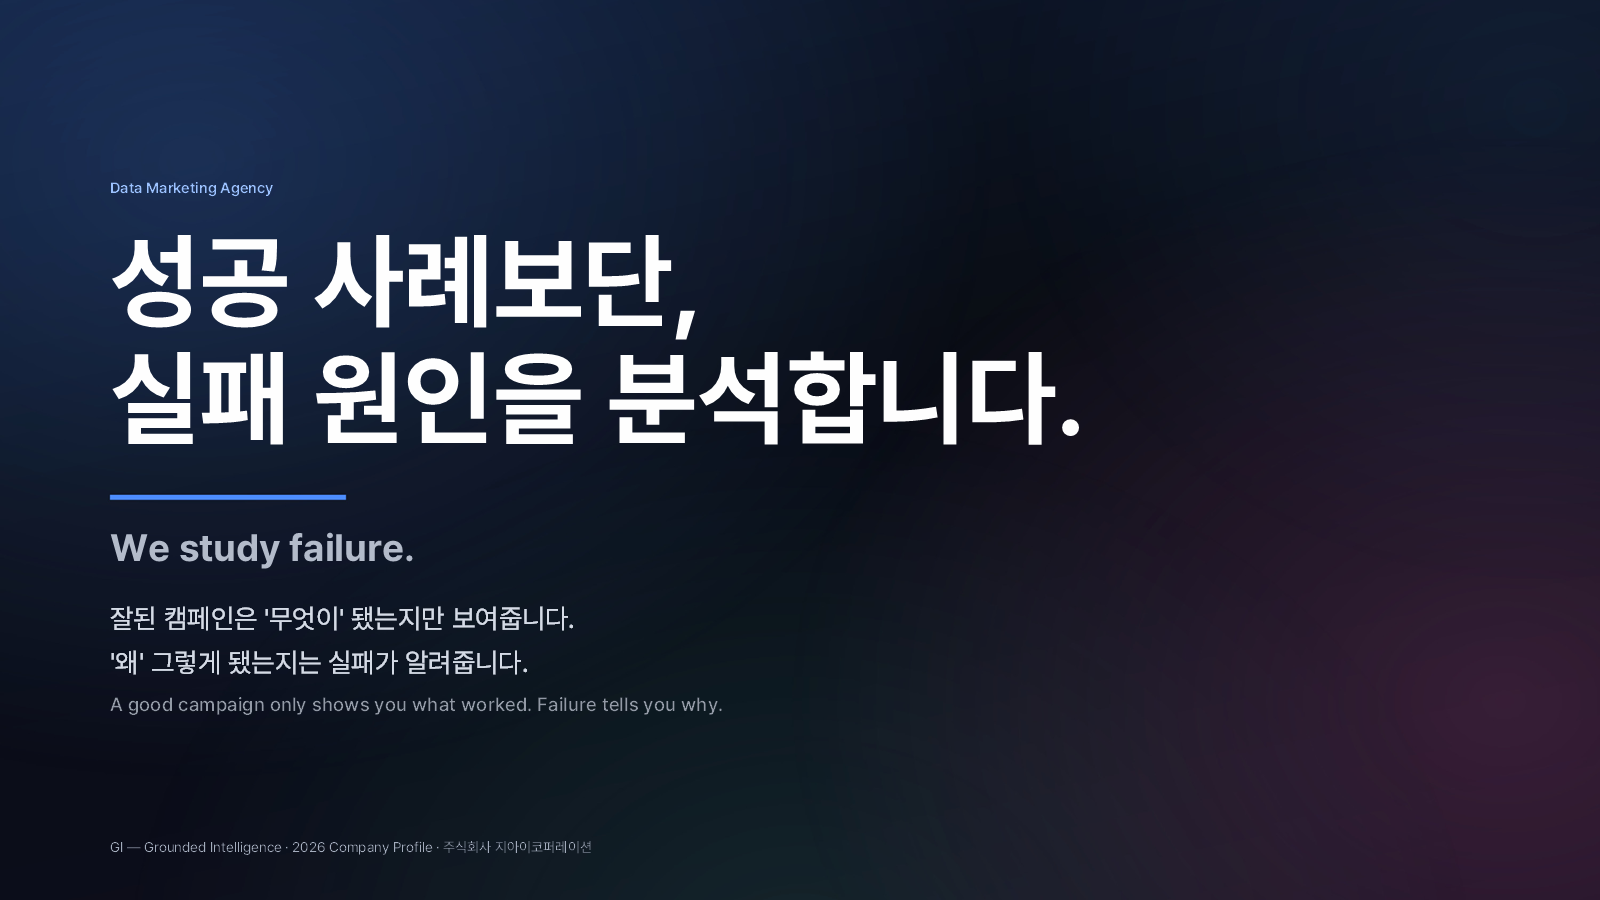 Data Marketing Agency
성공 사례보단,
실패 원인을 분석합니다.
We study failure.
잘된 캠페인은 '무엇이' 됐는지만 보여줍니다.
'왜' 그렇게 됐는지는 실패가 알려줍니다.
A good campaign only shows you what worked. Failure tells you why.
GI — Grounded Intelligence · 2026 Company Profile · 주식회사 지아이코퍼레이션